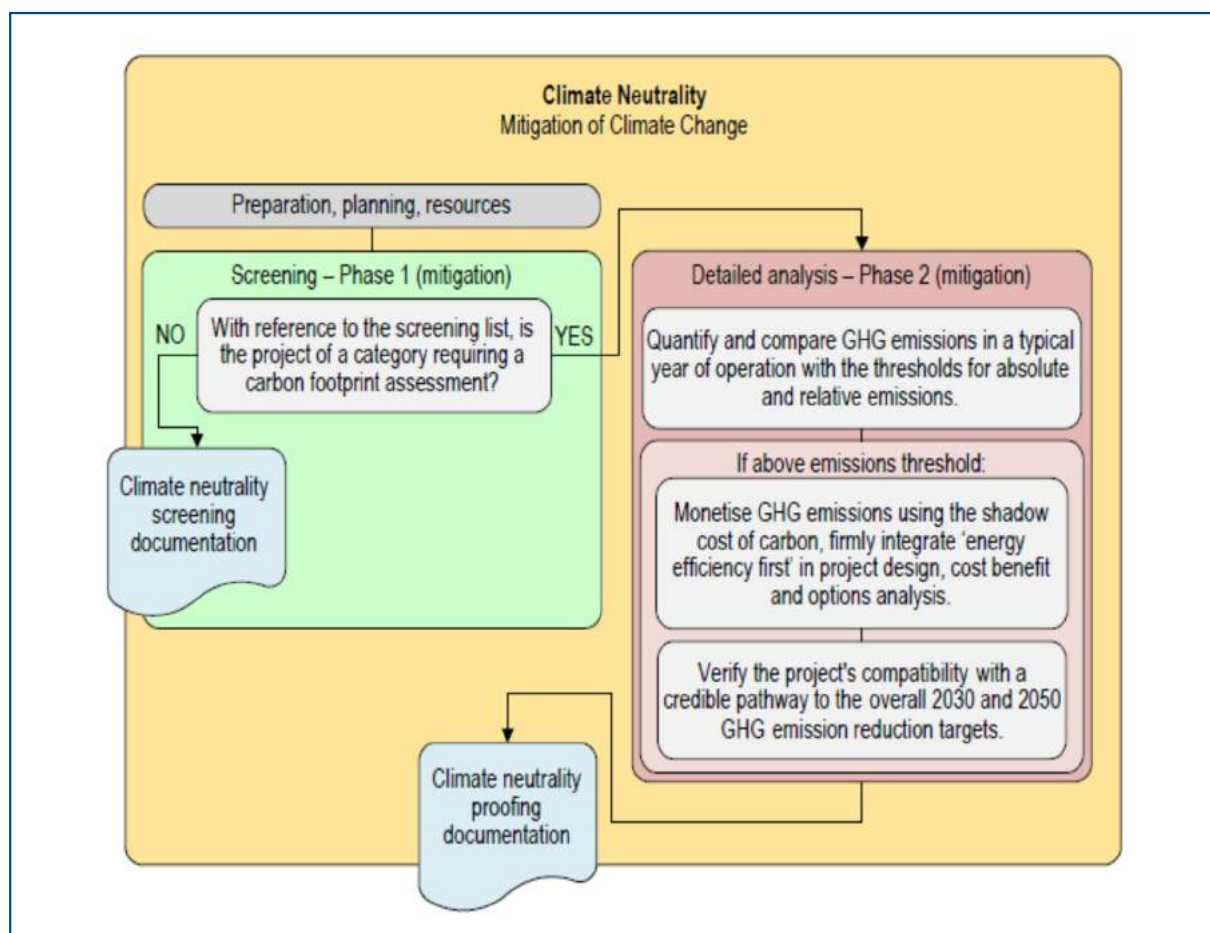 Climate Neutrality
Mitigation of Climate Change
Preparation, planning, resources
Screening – Phase 1 (mitigation)
NO
With reference to the screening list, is
the project of a category requiring a
carbon footprint assessment?
YES
Climate neutrality
screening
documentation
Detailed analysis – Phase 2 (mitigation)
Quantify and compare GHG emissions in a typical
year of operation with the thresholds for absolute
and relative emissions.
If above emissions threshold:
Monetise GHG emissions using the shadow
cost of carbon, firmly integrate ‘energy
efficiency first’ in project design, cost benefit
and options analysis.
Verify the project's compatibility with a
credible pathway to the overall 2030 and 2050
GHG emission reduction targets.
Climate neutrality
proofing
documentation